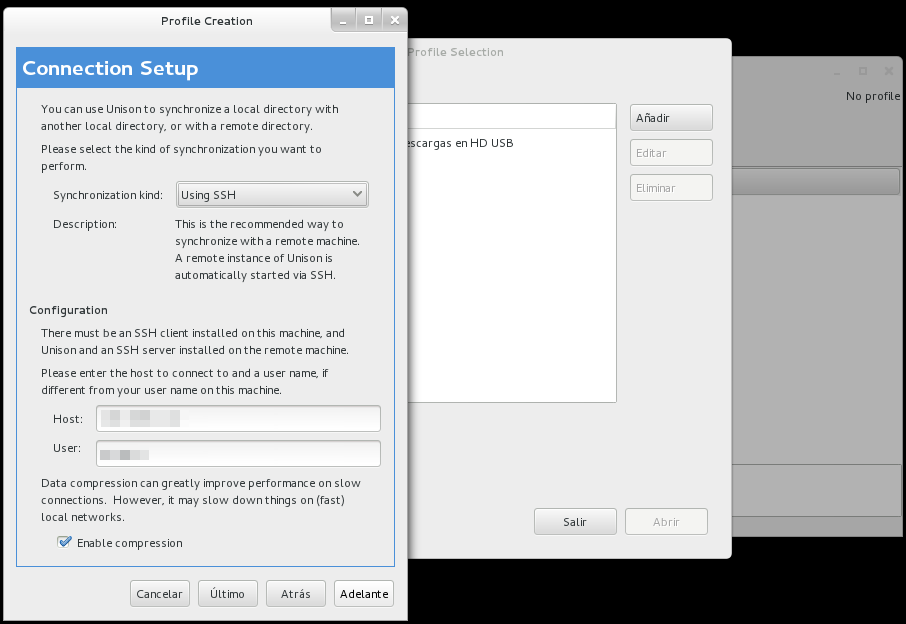 Profile Creation
Connection Setup
You can use Unison to synchronize a local directory with
another local directory, or with a remote directory.
Please select the kind of synchronization you want to
perform.
Synchronization kind: Using SSH
Description: This is the recommended way to
synchronize with a remote machine.
A remote instance of Unison is
automatically started via SSH.
Configuration
There must be an SSH client installed on this machine, and
Unison and an SSH server installed on the remote machine.
Please enter the host to connect to and a user name, if
different from your user name on this machine.
Host:
User:
Data compression can greatly improve performance on slow
connections. However, it may slow down things on (fast)
local networks.
Enable compression
Cancelar
Último
Atrás
Adelante
Profile Selection
en HD USB
Añadir
Editar
Eliminar
Salir
Abrir
No profile